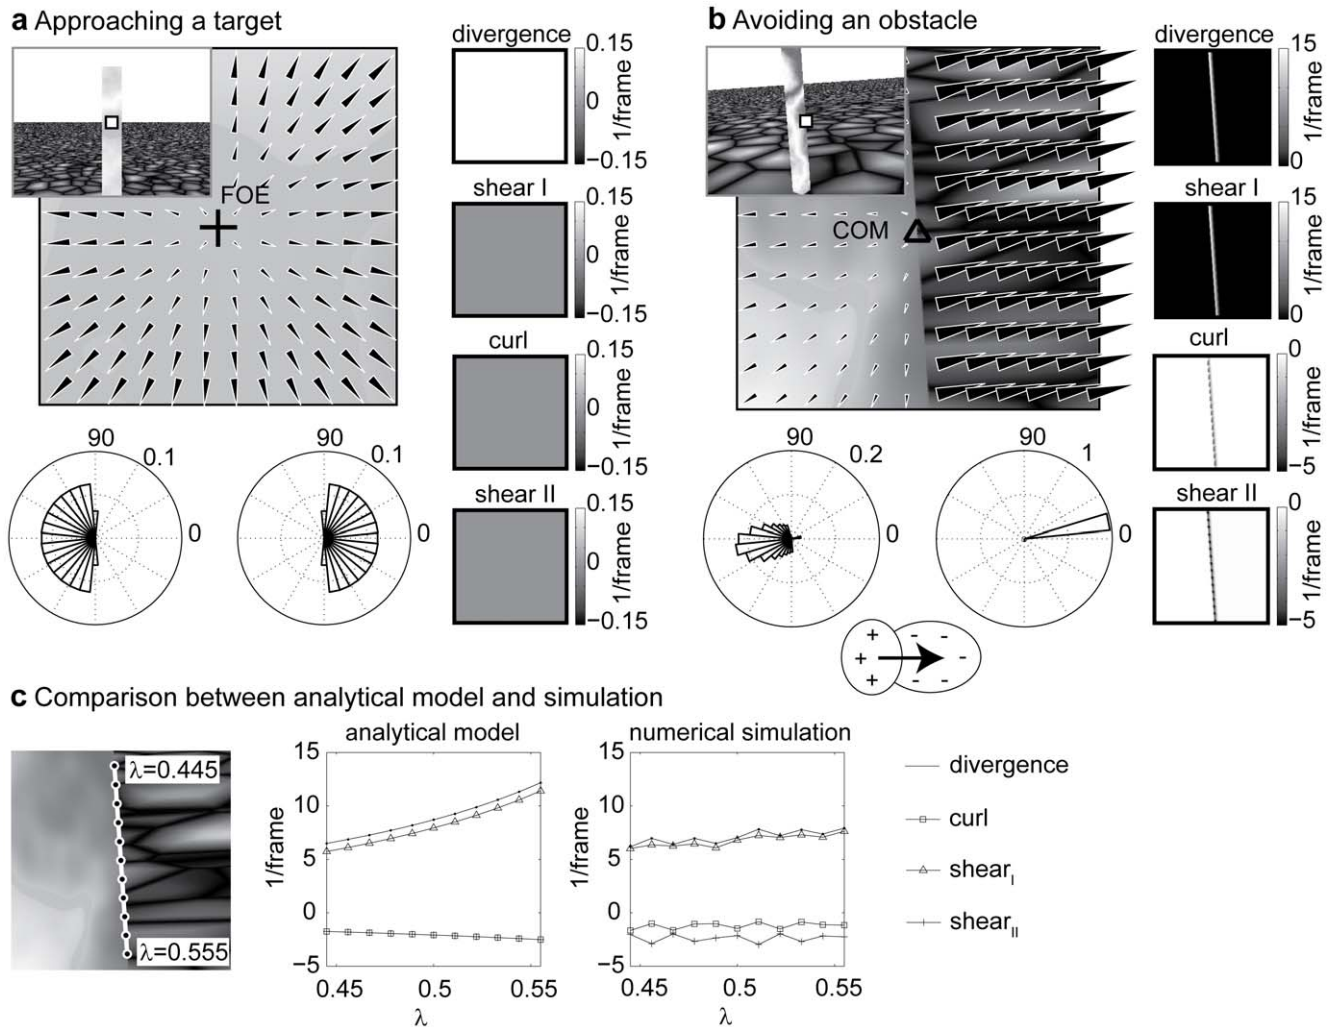 a Approaching a target
FOE
90
0.1
0
90
0.1
0
divergence
0.15
0
−0.15
1/frame
shear I
0.15
0
−0.15
1/frame
curl
0.15
0
−0.15
1/frame
shear II
0.15
0
−0.15
1/frame
b Avoiding an obstacle
COM
90
0.2
90
1
0
+ - -
+ -
+ - -
divergence
15
0
1/frame
shear I
15
0
1/frame
curl
0
−5
1/frame
shear II
0
−5
1/frame
c Comparison between analytical model and simulation
λ=0.445
λ=0.555
analytical model
15
10
5
0
−5
1/frame
0.45 0.5 0.55
λ
numerical simulation
15
10
5
0
−5
1/frame
0.45 0.5 0.55
λ
divergence
curl
shear_I
shear_II